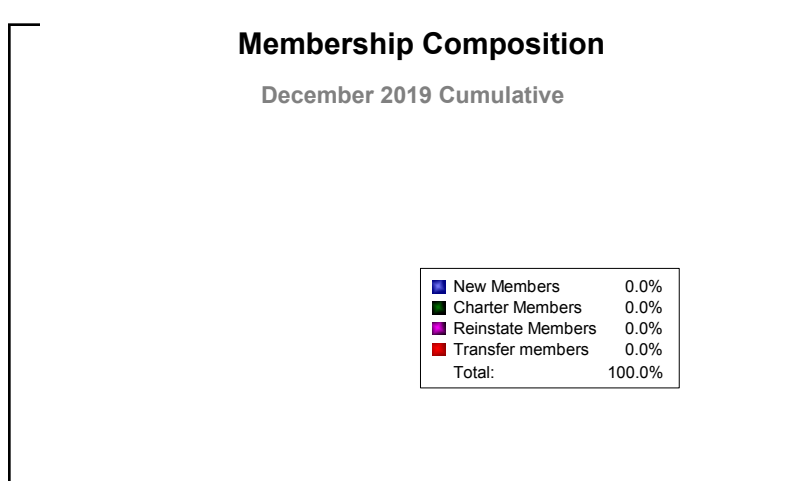 Membership Composition
December 2019 Cumulative
New Members 0.0%
Charter Members 0.0%
Reinstate Members 0.0%
Transfer members 0.0%
Total: 100.0%